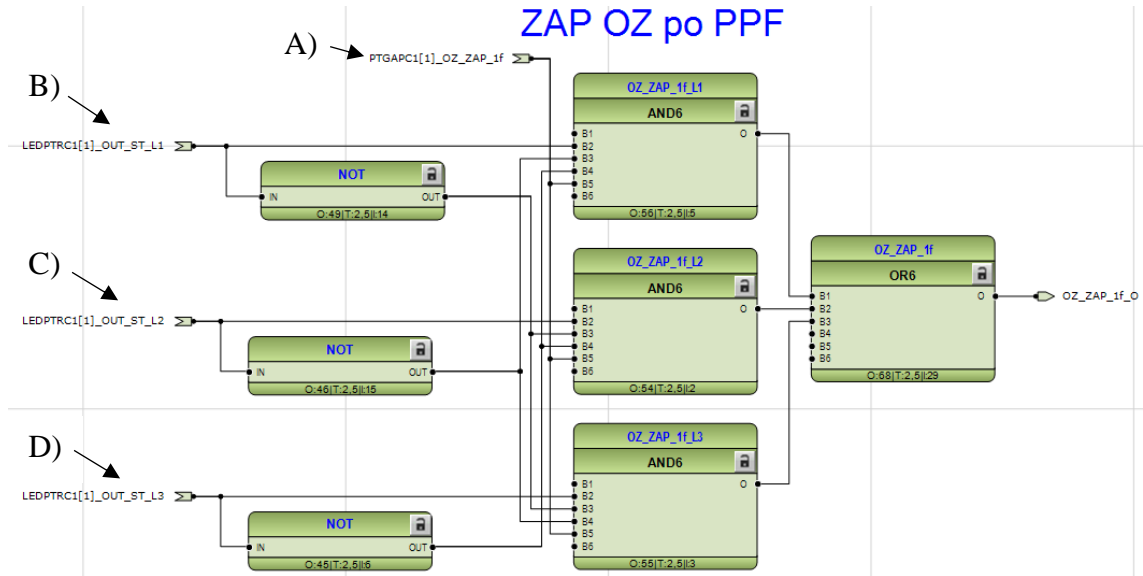 ZAP OZ po PPF
A)
PTGAPC1[1]_OZ_ZAP_1f
B)
LEDPTRC1[1]_OUT_ST_L1
NOT
IN OUT
O:49|T:2,5|I:14
OZ_ZAP_1f_L1
AND6
B1 O
B2
B3
B4
B5
B6
O:56|T:2,5|I:5
C)
LEDPTRC1[1]_OUT_ST_L2
NOT
IN OUT
O:46|T:2,5|I:15
OZ_ZAP_1f_L2
AND6
B1 O
B2
B3
B4
B5
B6
O:54|T:2,5|I:2
OZ_ZAP_1f
OR6
B1 O
B2
B3
B4
B5
B6
O:68|T:2,5|I:29
OZ_ZAP_1f_O
D)
LEDPTRC1[1]_OUT_ST_L3
NOT
IN OUT
O:45|T:2,5|I:6
OZ_ZAP_1f_L3
AND6
B1 O
B2
B3
B4
B5
B6
O:55|T:2,5|I:3